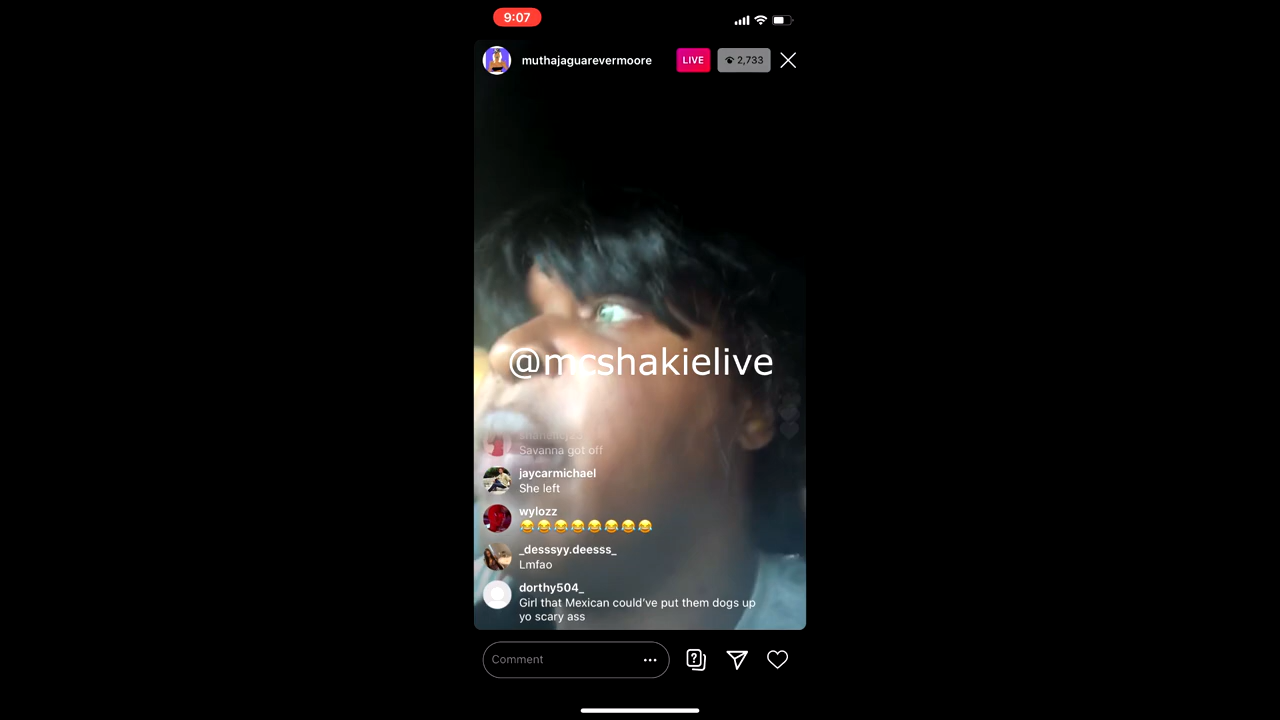 9:07
muthajaguarevermoore
LIVE
2,733
@mcshakielive
Savanna got off
jaycarmichael
She left
wylozz
😂😂😂😂😂😂😂😂
_desssyy.deesss_
Lmfao
dorthy504_
Girl that Mexican could've put them dogs up
yo scary ass
Comment